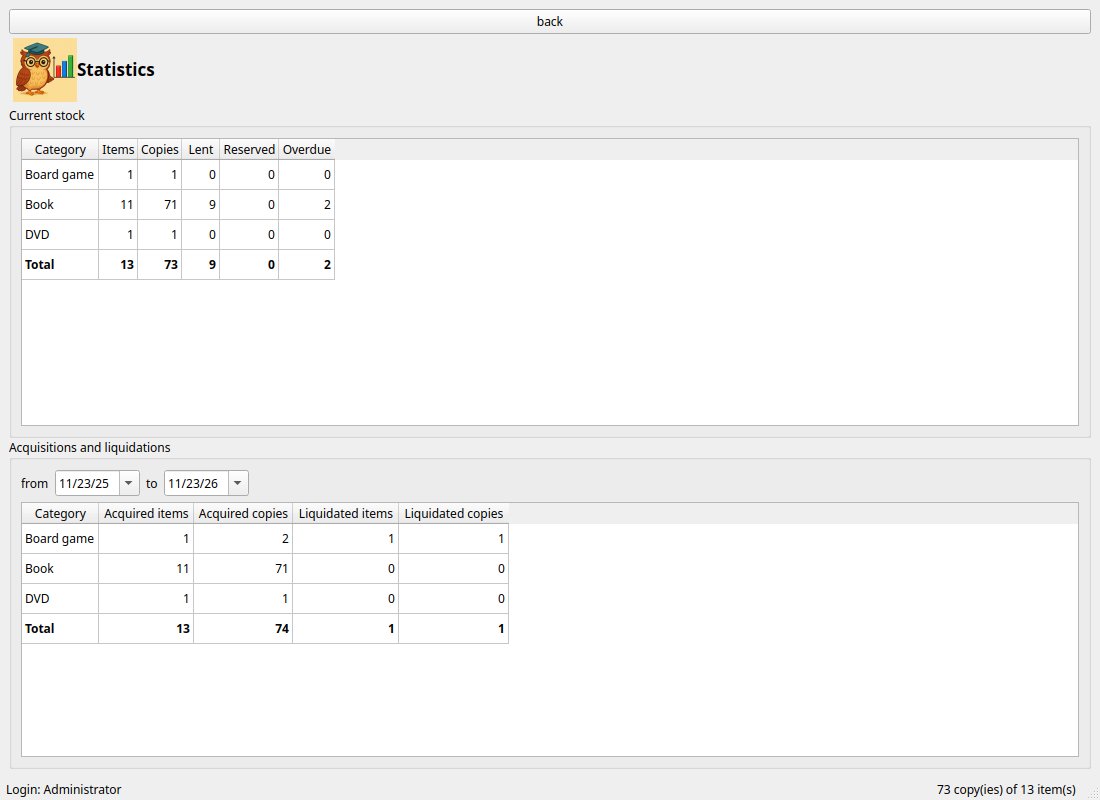 back
Statistics
Current stock
Category Items Copies Lent Reserved Overdue
Board game 1 1 0 0 0
Book 11 71 9 0 2
DVD 1 1 0 0 0
Total 13 73 9 0 2
Acquisitions and liquidations
from 11/23/25 to 11/23/26
Category Acquired items Acquired copies Liquidated items Liquidated copies
Board game 1 2 1 1
Book 11 71 0 0
DVD 1 1 0 0
Total 13 74 1 1
Login: Administrator 73 copy(ies) of 13 item(s)